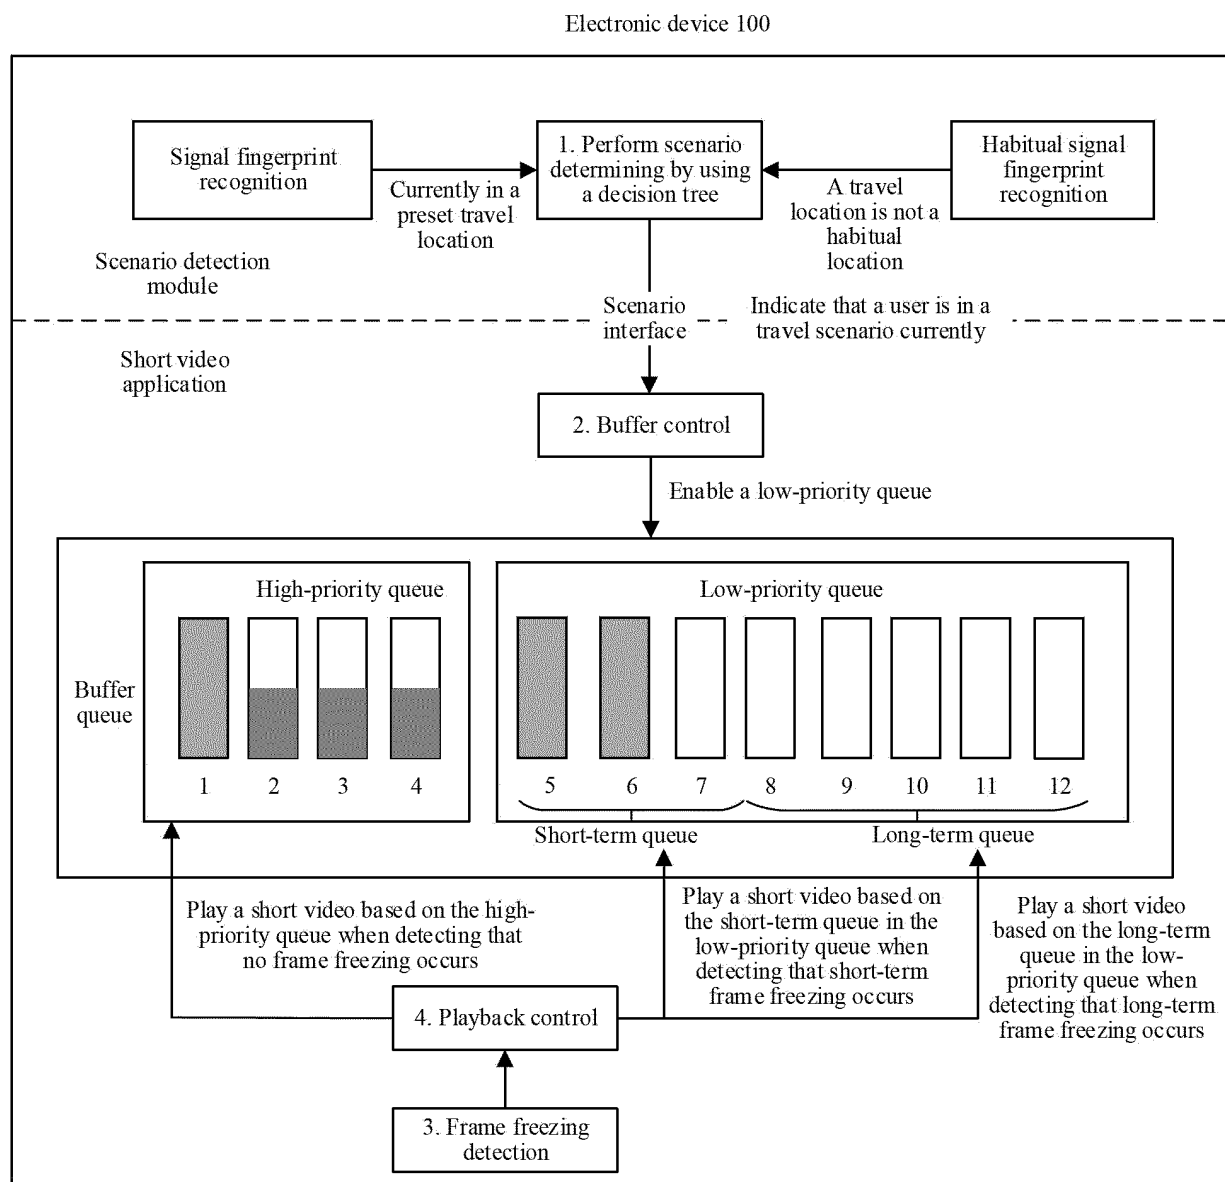 Electronic device 100
Signal fingerprint
recognition
1. Perform scenario
determining by using
a decision tree
Habitual signal
fingerprint
recognition
Currently in a
preset travel
location
A travel
location is not a
habitual
location
Scenario detection
module
Scenario
interface
Indicate that a user is in a
travel scenario currently
Short video
application
2. Buffer control
Enable a low-priority queue
High-priority queue
Low-priority queue
Buffer
queue
1 2 3 4 5 6 7 8 9 10 11 12
Short-term queue
Long-term queue
Play a short video based on the high-
priority queue when detecting that
no frame freezing occurs
Play a short video based on
the short-term queue in the
low-priority queue when
detecting that short-term
frame freezing occurs
Play a short video
based on the long-term
queue in the low-
priority queue when
detecting that long-term
frame freezing occurs
4. Playback control
3. Frame freezing
detection